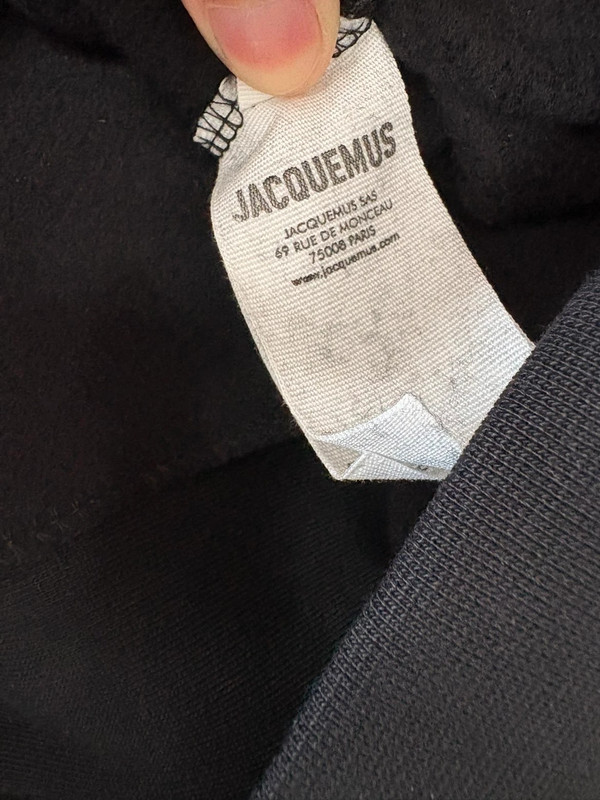 JACQUEMUS
JACQUEMUS SAS
69 RUE DE MONCEAU
75008 PARIS
www.jacquemus.com